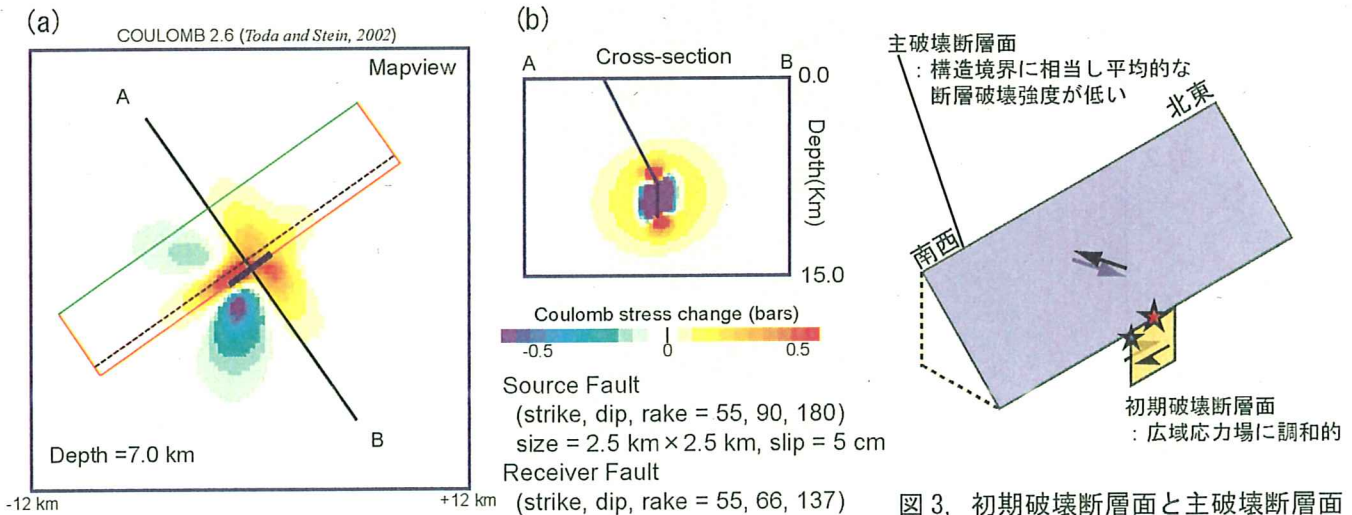 (a)
COULOMB 2.6 (Toda and Stein, 2002)
Mapview
A
B
Depth =7.0 km
-12 km
+12 km
(b)
Cross-section
A
B
0.0
Depth(Km)
15.0
Coulomb stress change (bars)
-0.5
0
0.5
Source Fault
(strike, dip, rake = 55, 90, 180)
size = 2.5 km×2.5 km, slip = 5 cm
Receiver Fault
(strike, dip, rake = 55, 66, 137)
主破壊断層面
：構造境界に相当し平均的な
断層破壊強度が低い
北東
南西
初期破壊断層面
：広域応力場に調和的
図 3, 初期破壊断層面と主破壊断層面